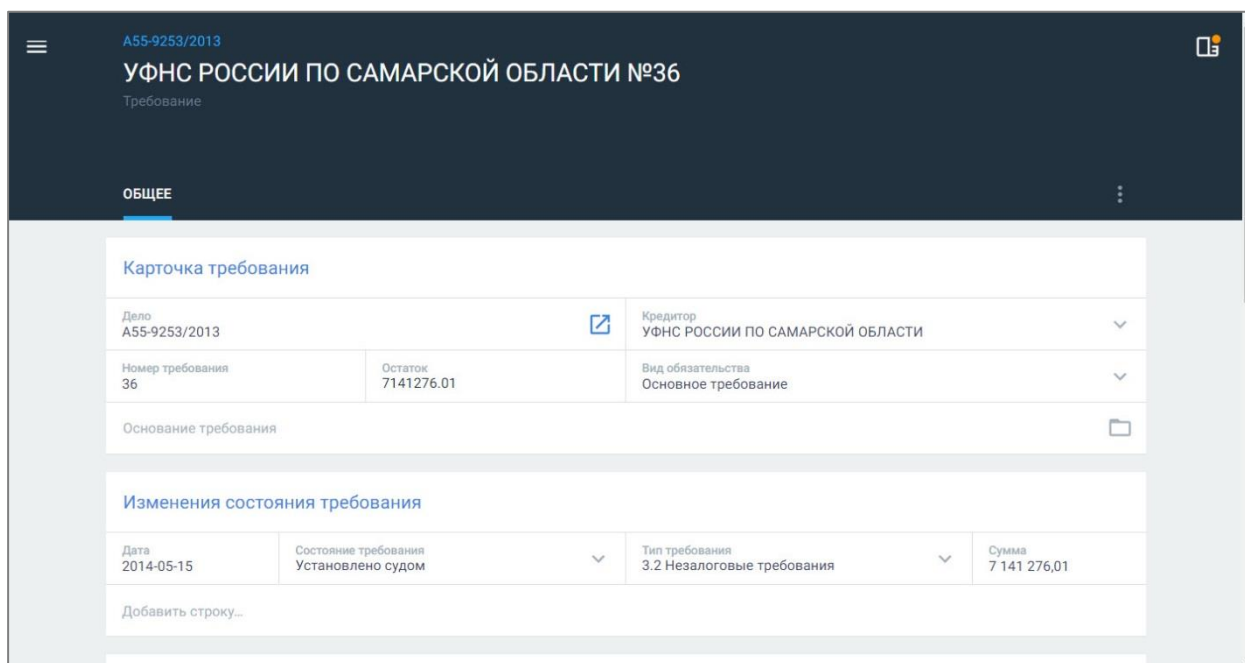 А55-9253/2013
УФНС РОССИИ ПО САМАРСКОЙ ОБЛАСТИ №36
Требование
ОБЩЕЕ
Карточка требования
Дело
А55-9253/2013
Кредитор
УФНС РОССИИ ПО САМАРСКОЙ ОБЛАСТИ
Номер требования
36
Остаток
7141276.01
Вид обязательства
Основное требование
Основание требования
Изменения состояния требования
Дата
2014-05-15
Состояние требования
Установлено судом
Тип требования
3.2 Незалоговые требования
Сумма
7 141 276,01
Добавить строку...